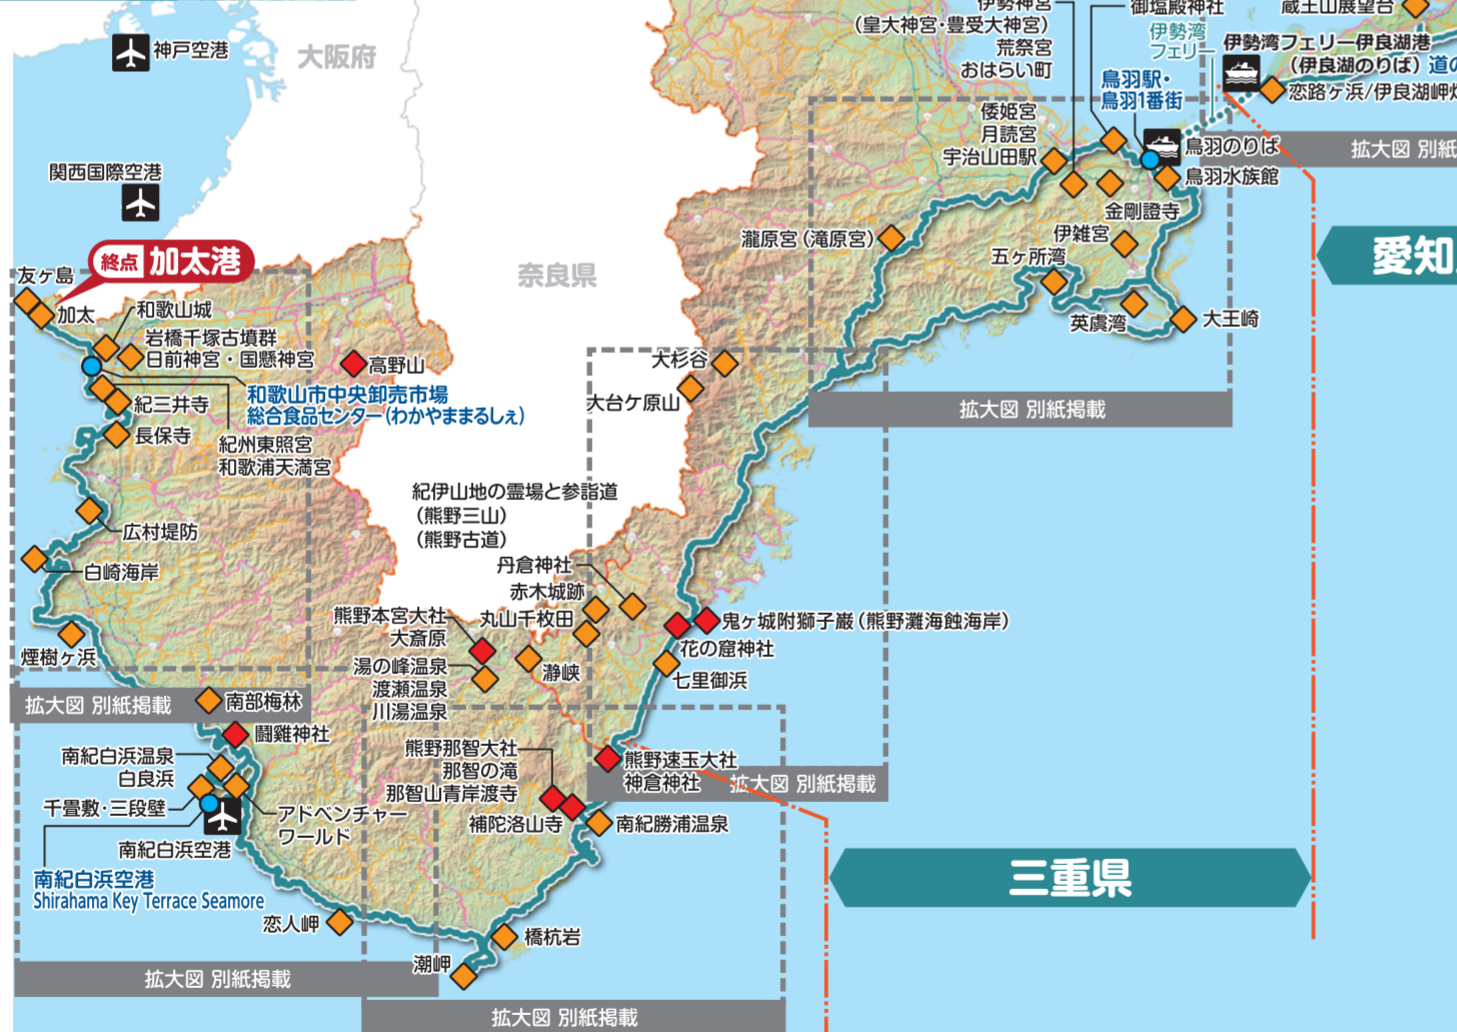 伊勢神宮
(皇大神宮・豊受大神宮)
荒祭宮
おはらい町
御塩殿神社
蔵王山展望台
伊勢湾
フェリー
伊勢湾フェリー伊良湖港
(伊良湖のりば)
道の
恋路ヶ浜/伊良湖岬灯
鳥羽駅・
鳥羽1番街
拡大図 別紙
鳥羽のりば
鳥羽水族館
神戸空港
大阪府
関西国際空港
倭姫宮
月読宮
宇治山田駅
金剛證寺
伊雑宮
瀧原宮(滝原宮)
五ヶ所湾
英虞湾
大王崎
愛知
終点 加太港
友ヶ島
加太
和歌山城
岩橋千塚古墳群
日前神宮・国懸神宮
高野山
和歌山市中央卸売市場
総合食品センター(わかやままるしぇ)
紀三井寺
長保寺
紀州東照宮
和歌浦天満宮
奈良県
大杉谷
大台ケ原山
拡大図 別紙掲載
紀伊山地の霊場と参詣道
(熊野三山)
(熊野古道)
広村堤防
白崎海岸
丹倉神社
赤木城跡
丸山千枚田
熊野本宮大社
大斎原
鬼ヶ城附獅子巌(熊野灘海蝕海岸)
花の窟神社
七里御浜
煙樹ヶ浜
湯の峰温泉
渡瀬温泉
川湯温泉
瀞峡
拡大図 別紙掲載
南部梅林
闘雞神社
南紀白浜温泉
白良浜
千畳敷・三段壁
アドベンチャー
ワールド
南紀白浜空港
南紀白浜空港
Shirahama Key Terrace Seamore
熊野那智大社
那智の滝
那智山青岸渡寺
補陀洛山寺
熊野速玉大社
神倉神社
拡大図 別紙掲載
南紀勝浦温泉
三重県
恋人岬
橋杭岩
潮岬
拡大図 別紙掲載
拡大図 別紙掲載